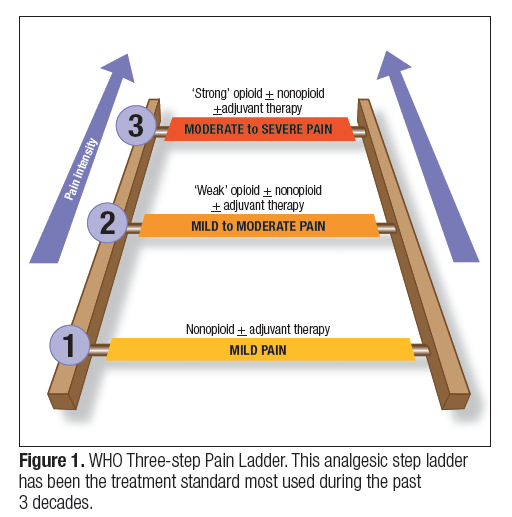 'Strong' opioid ± nonopioid
±adjuvant therapy
3
MODERATE to SEVERE PAIN
Pain intensity
'Weak' opioid ± nonopioid
± adjuvant therapy
2
MILD to MODERATE PAIN
Nonopioid ± adjuvant therapy
1
MILD PAIN
Figure 1. WHO Three-step Pain Ladder. This analgesic step ladder
has been the treatment standard most used during the past
3 decades.